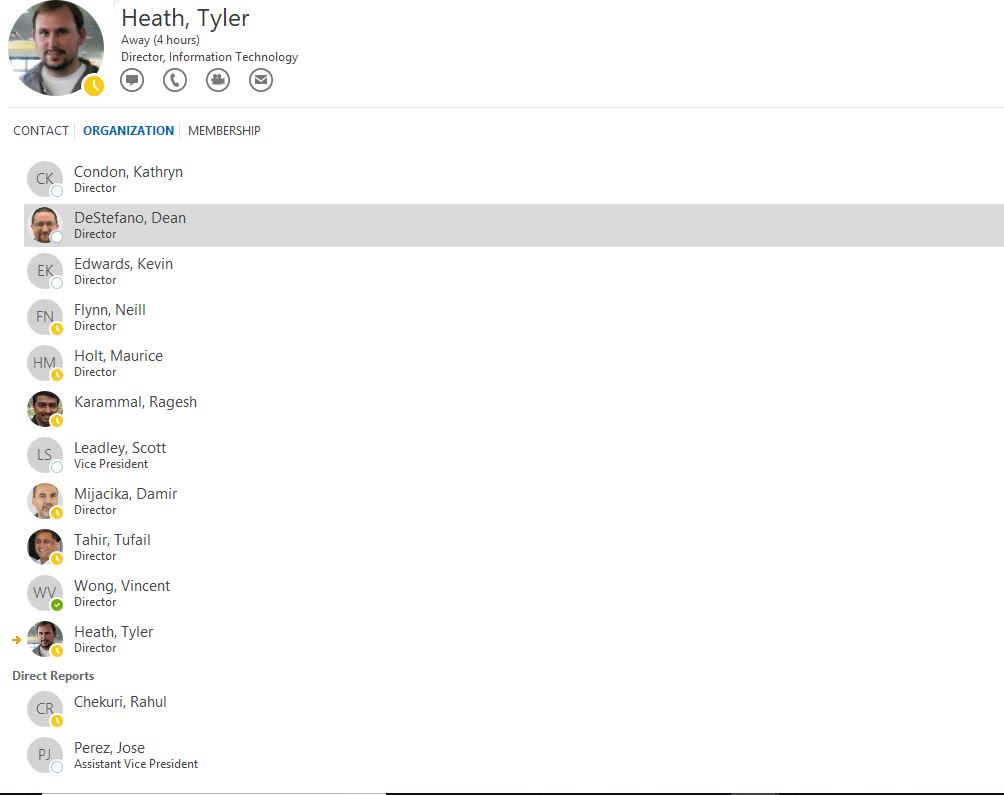 Heath, Tyler
Away (4 hours)
Director, Information Technology
CONTACT ORGANIZATION MEMBERSHIP
CK
Condon, Kathryn
Director
DeStefano, Dean
Director
EK
Edwards, Kevin
Director
FN
Flynn, Neill
Director
HM
Holt, Maurice
Director
Karammal, Ragesh
LS
Leadley, Scott
Vice President
Mijacika, Damir
Director
Tahir, Tufail
Director
WV
Wong, Vincent
Director
Heath, Tyler
Director
Direct Reports
CR
Chekuri, Rahul
PJ
Perez, Jose
Assistant Vice President